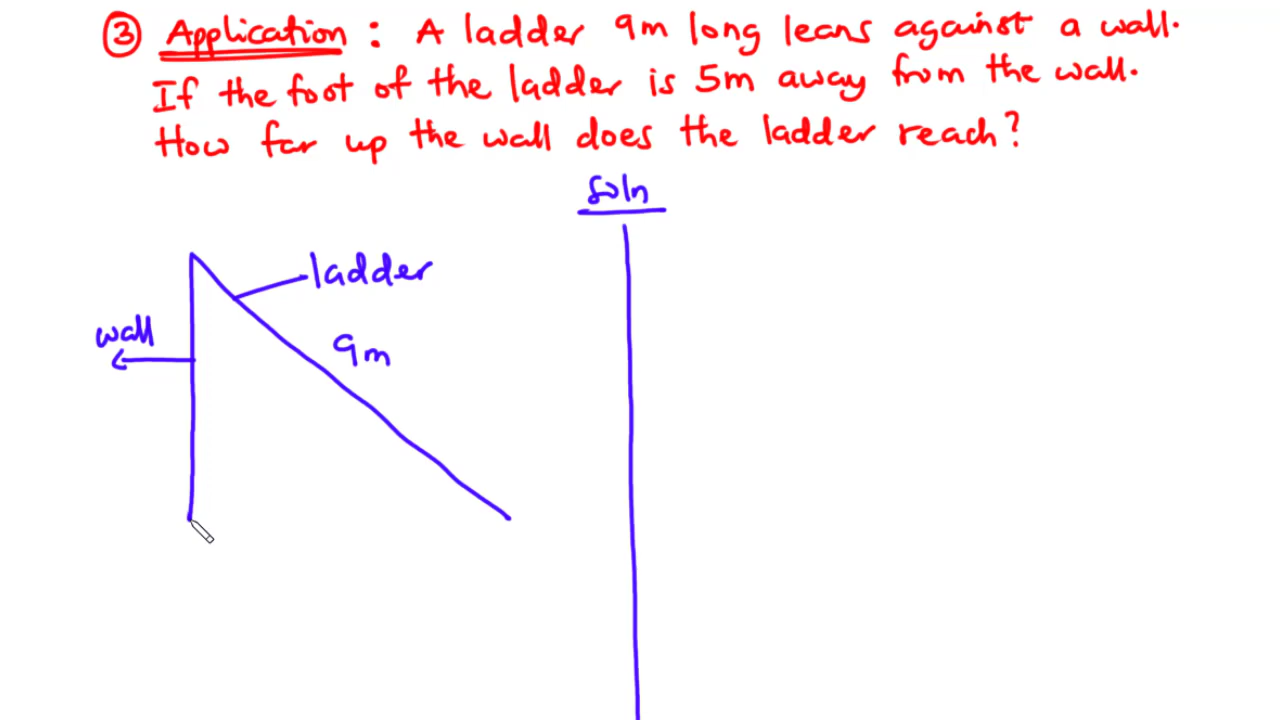 ③ Application : A ladder 9m long leans against a wall.
If the foot of the ladder is 5m away from the wall.
How far up the wall does the ladder reach?
Soln
ladder
wall
9m